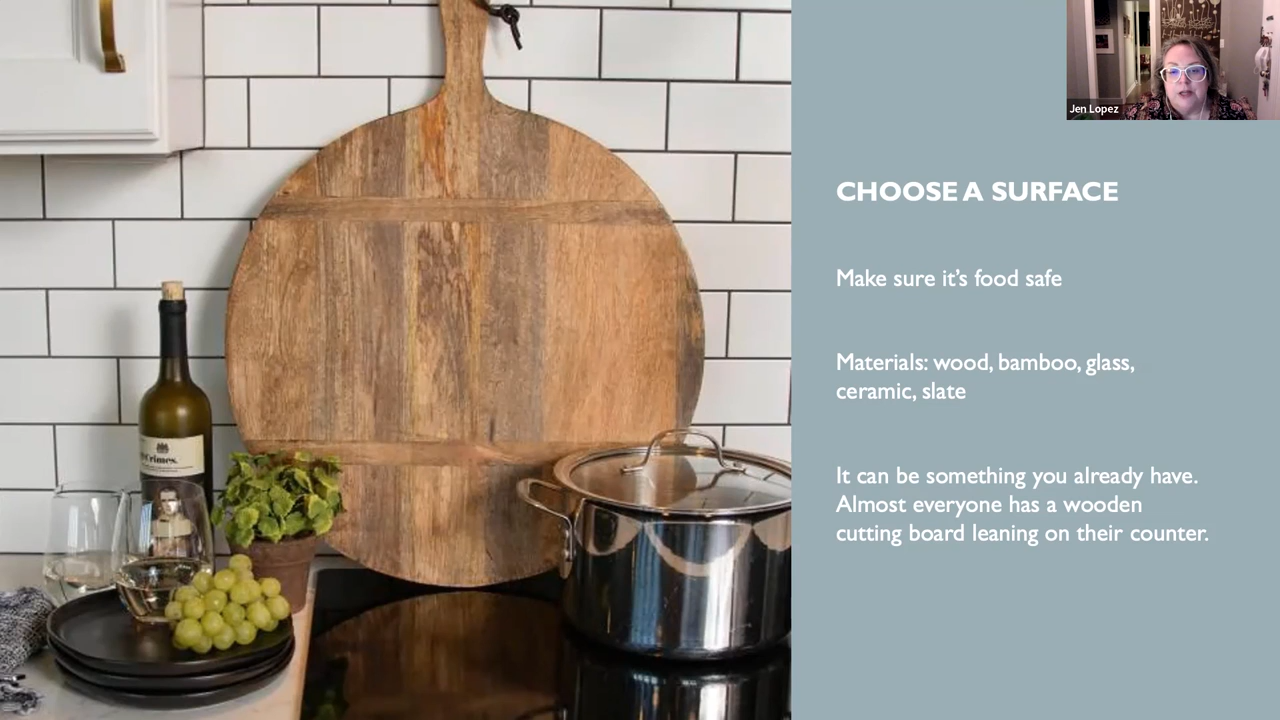 Jen Lopez
CHOOSE A SURFACE
Make sure it's food safe
Materials: wood, bamboo, glass,
ceramic, slate
It can be something you already have.
Almost everyone has a wooden
cutting board leaning on their counter.
Crimes.